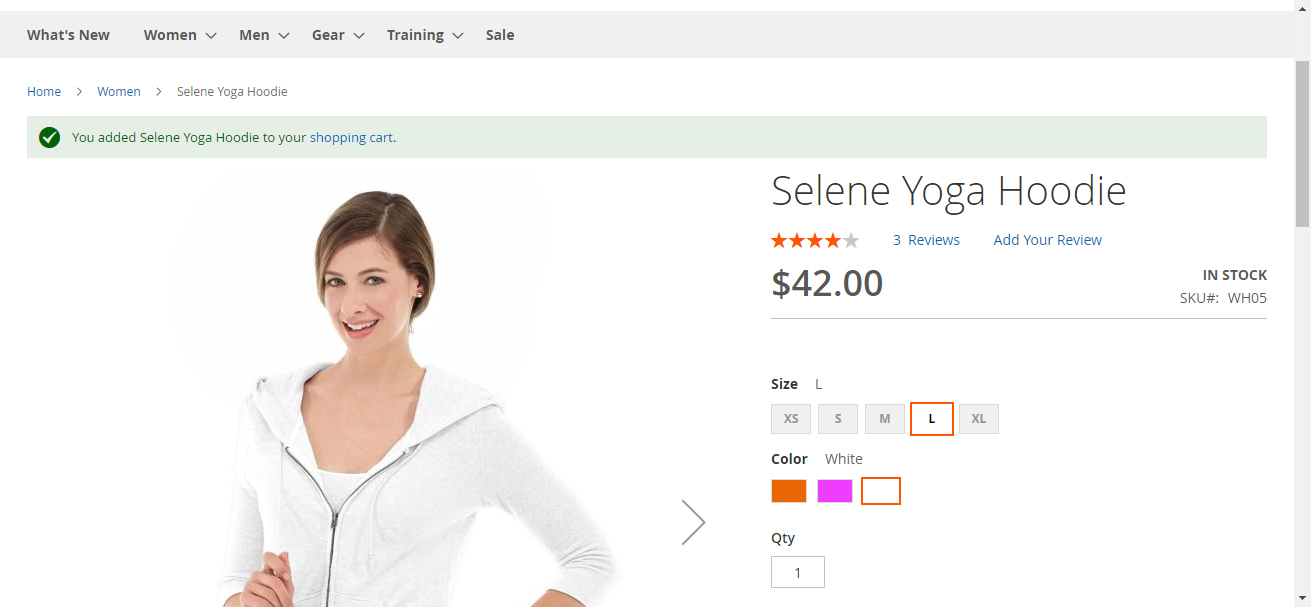 What's New Women Men Gear Training Sale
Home Women Selene Yoga Hoodie
You added Selene Yoga Hoodie to your shopping cart.
Selene Yoga Hoodie
3 Reviews Add Your Review
$42.00
IN STOCK
SKU#: WH05
Size L
XS S M L XL
Color White
Qty
1